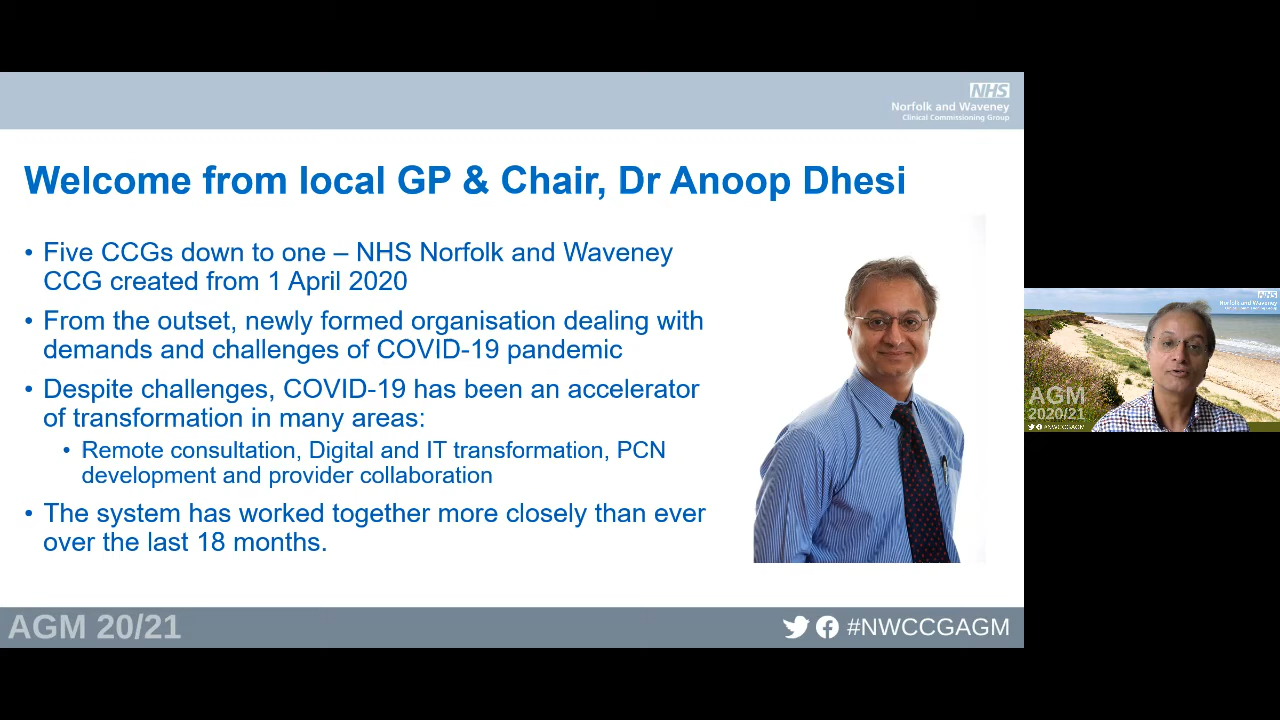 NHS
Norfolk and Waveney
Clinical Commissioning Group
Welcome from local GP & Chair, Dr Anoop Dhesi
• Five CCGs down to one – NHS Norfolk and Waveney
CCG created from 1 April 2020
• From the outset, newly formed organisation dealing with
demands and challenges of COVID-19 pandemic
• Despite challenges, COVID-19 has been an accelerator
of transformation in many areas:
• Remote consultation, Digital and IT transformation, PCN
development and provider collaboration
• The system has worked together more closely than ever
over the last 18 months.
AGM 20/21
#NWCCGAGM
NHS
Norfolk and Waveney
Clinical Commissioning Group
AGM
2020/21
#NWCCGAGM